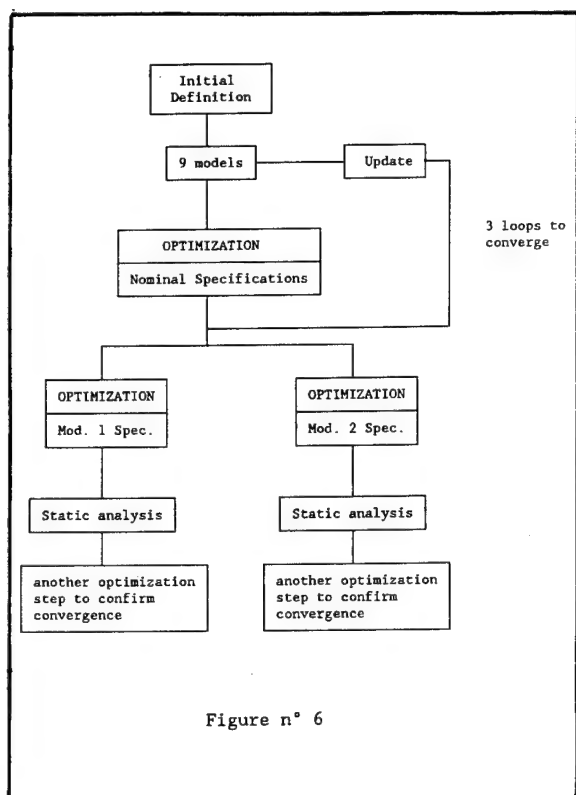 Initial
Definition
9 models
Update
3 loops to
converge
OPTIMIZATION
Nominal Specifications
OPTIMIZATION
Mod. 1 Spec.
OPTIMIZATION
Mod. 2 Spec.
Static analysis
Static analysis
another optimization
step to confirm
convergence
another optimization
step to confirm
convergence
Figure n° 6